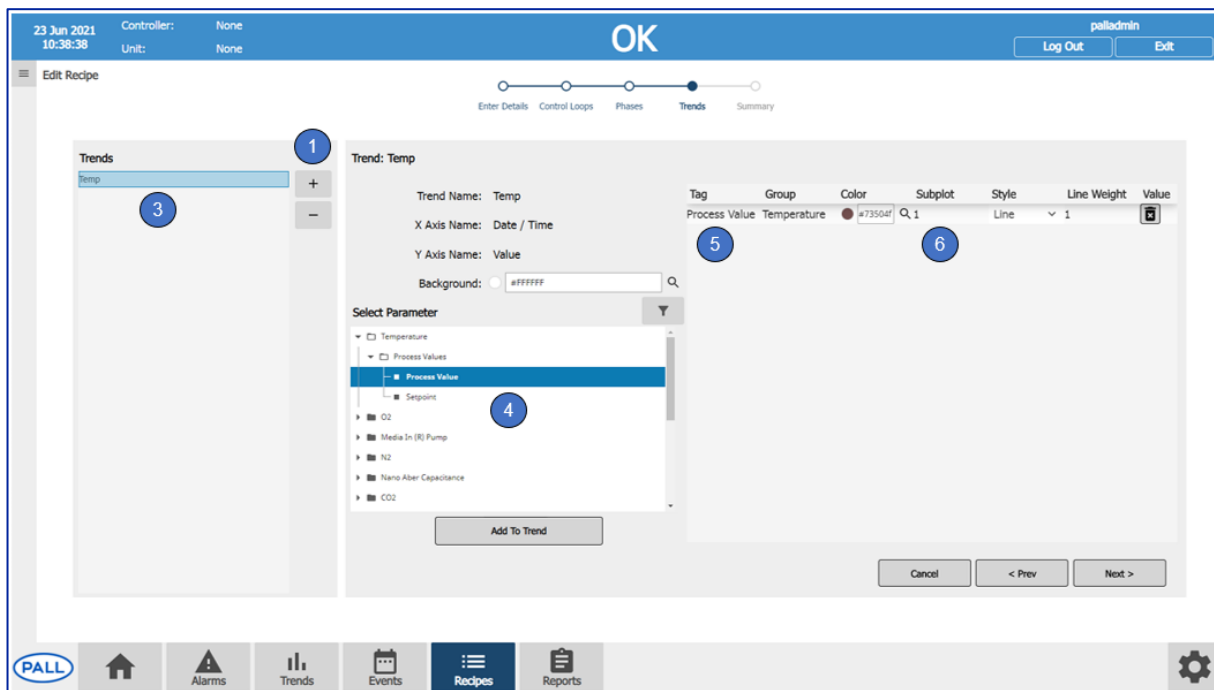 23 Jun 2021
10:38:38
Controller: None
Unit: None
OK
palladmin
Log Out
Exit
Edit Recipe
Enter Details
Control Loops
Phases
Trends
Summary
1
Trends
Temp
3
+
−
Trend: Temp
Trend Name: Temp
X Axis Name: Date / Time
Y Axis Name: Value
Background: #FFFFFF
Select Parameter
Temperature
Process Values
Process Value
Setpoint
4
O2
Media In (R) Pump
N2
Nano Aber Capacitance
CO2
Add To Trend
Tag Group Color Subplot Style Line Weight Value
Process Value Temperature #73504f 1 Line 1
5
6
Cancel
< Prev
Next >
PALL
Alarms
Trends
Events
Recipes
Reports